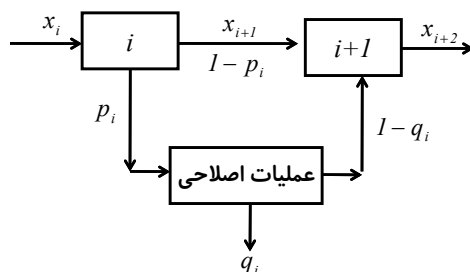 x_i
i
x_{i+1}
1 - p_i
i+1
x_{i+2}
p_i
عملیات اصلاحی
1 - q_i
q_i